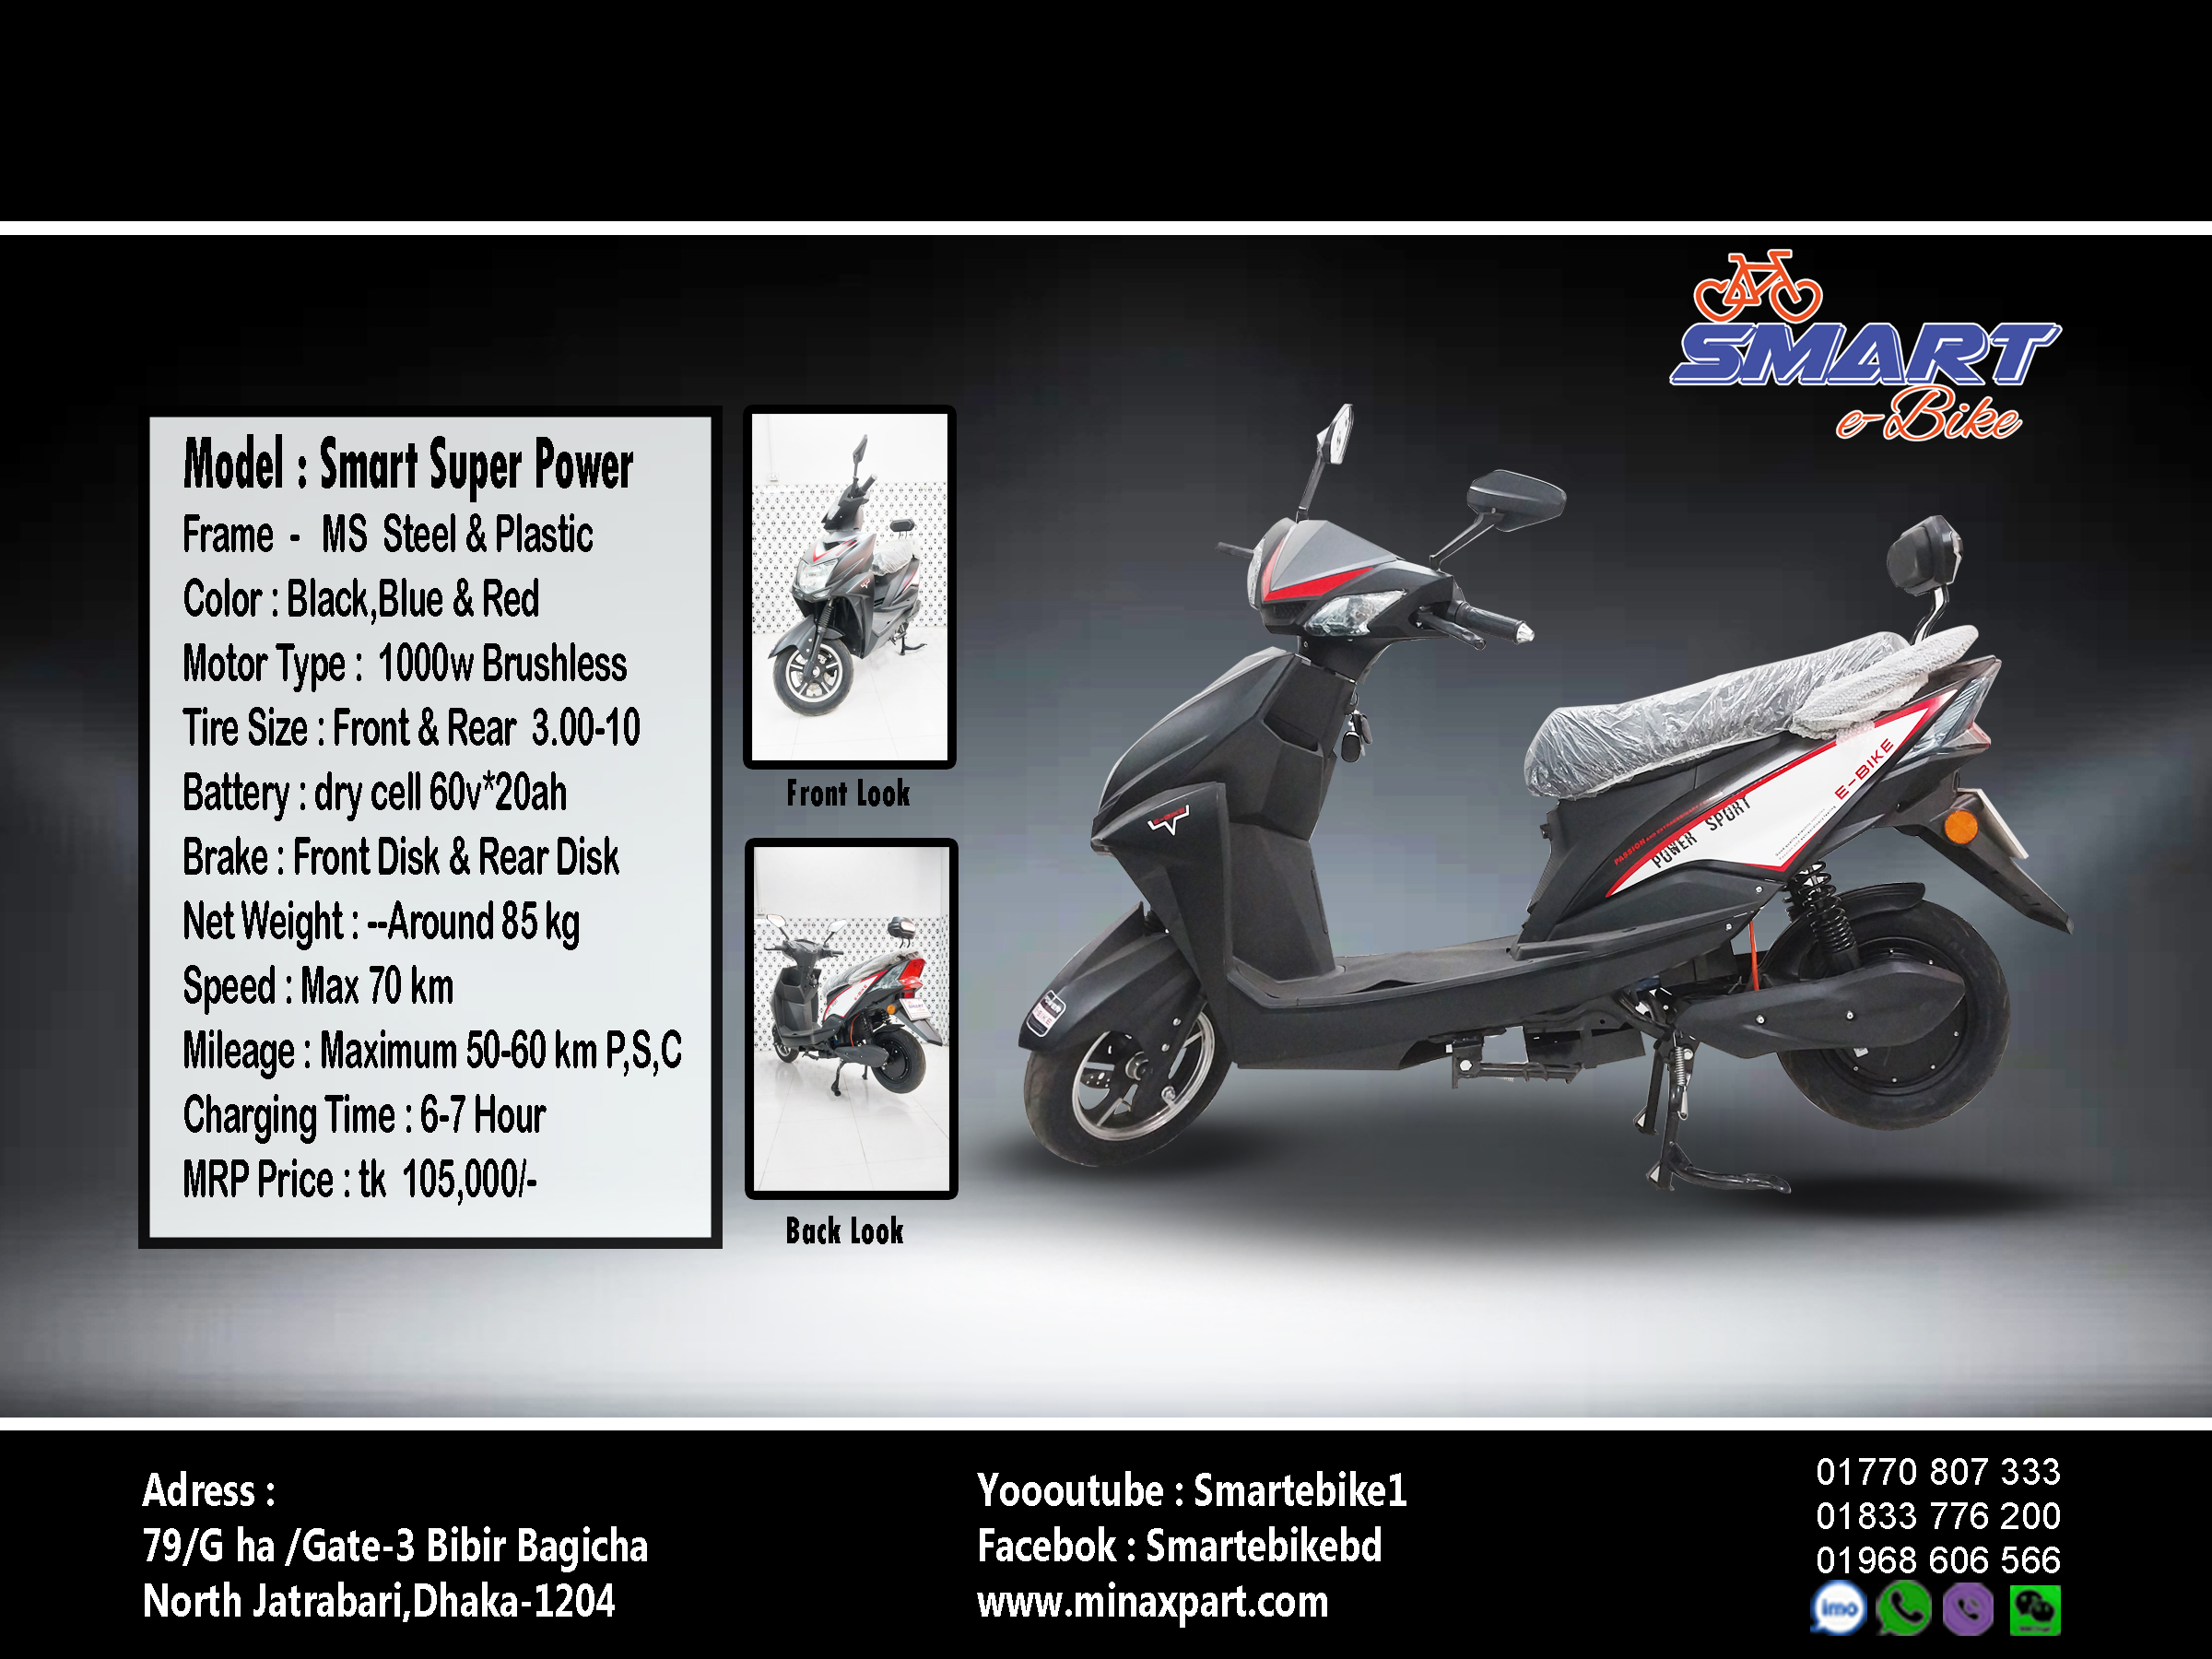 SMART
e-Bike
Model : Smart Super Power
Frame - MS Steel & Plastic
Color : Black,Blue & Red
Motor Type : 1000w Brushless
Tire Size : Front & Rear 3.00-10
Battery : dry cell 60v*20ah
Brake : Front Disk & Rear Disk
Net Weight : --Around 85 kg
Speed : Max 70 km
Mileage : Maximum 50-60 km P,S,C
Charging Time : 6-7 Hour
MRP Price : tk 105,000/-
Front Look
Back Look
E-BIKE
POWER SPORT
E-BIKE
Adress :
79/G ha /Gate-3 Bibir Bagicha
North Jatrabari,Dhaka-1204
Yoooutube : Smartebike1
Facebok : Smartebikebd
www.minaxpart.com
01770 807 333
01833 776 200
01968 606 566
imo